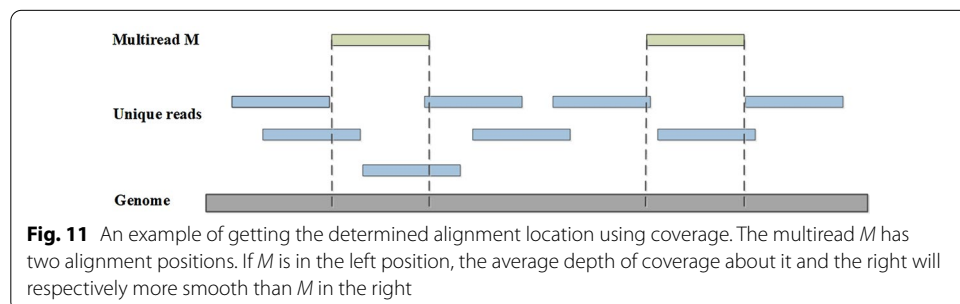 Multiread M
Unique reads
Genome
Fig. 11 An example of getting the determined alignment location using coverage. The multiread M has
two alignment positions. If M is in the left position, the average depth of coverage about it and the right will
respectively more smooth than M in the right